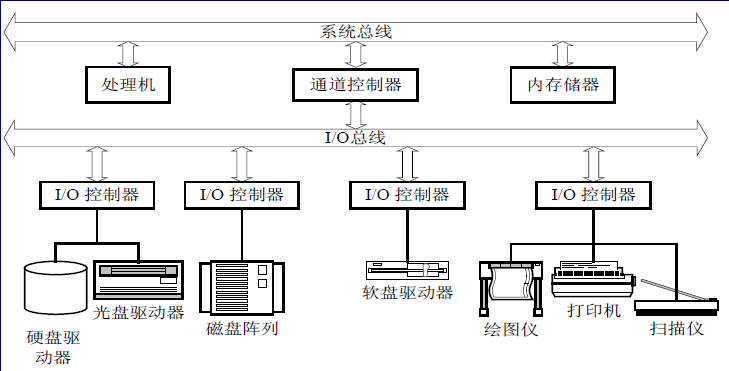 系统总线
处理机
通道控制器
内存储器
I/O总线
I/O 控制器
I/O 控制器
I/O 控制器
I/O 控制器
硬盘驱
动器
光盘驱动器
磁盘阵列
软盘驱动器
绘图仪
打印机
扫描仪